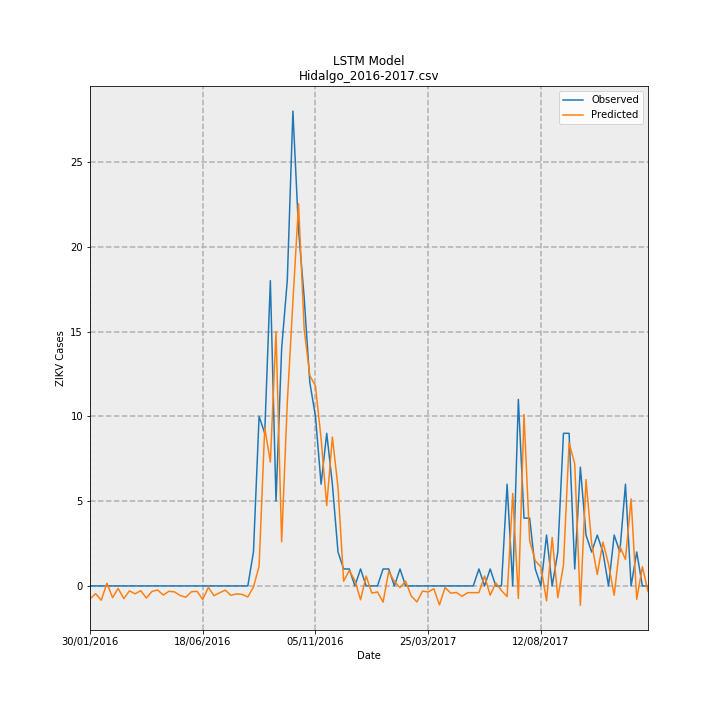 LSTM Model
Hidalgo_2016-2017.csv
Observed
Predicted
ZIKV Cases
25
20
15
10
5
0
30/01/2016
18/06/2016
05/11/2016
25/03/2017
12/08/2017
Date